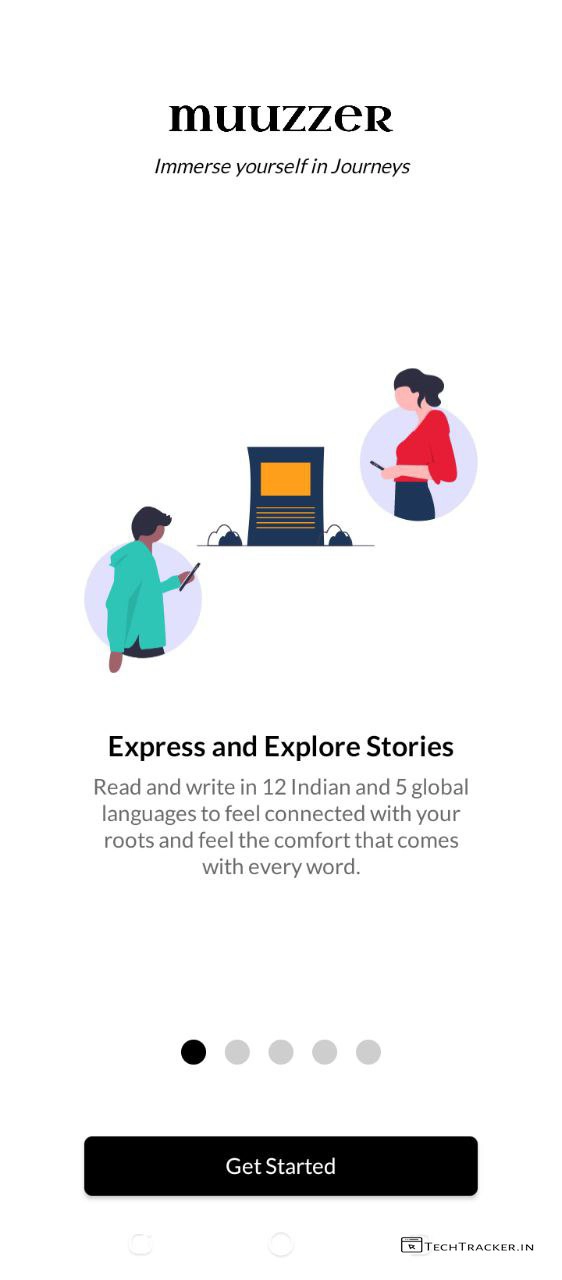 muuzzeR
Immerse yourself in Journeys
Express and Explore Stories
Read and write in 12 Indian and 5 global
languages to feel connected with your
roots and feel the comfort that comes
with every word.
Get Started
TechTracker.in